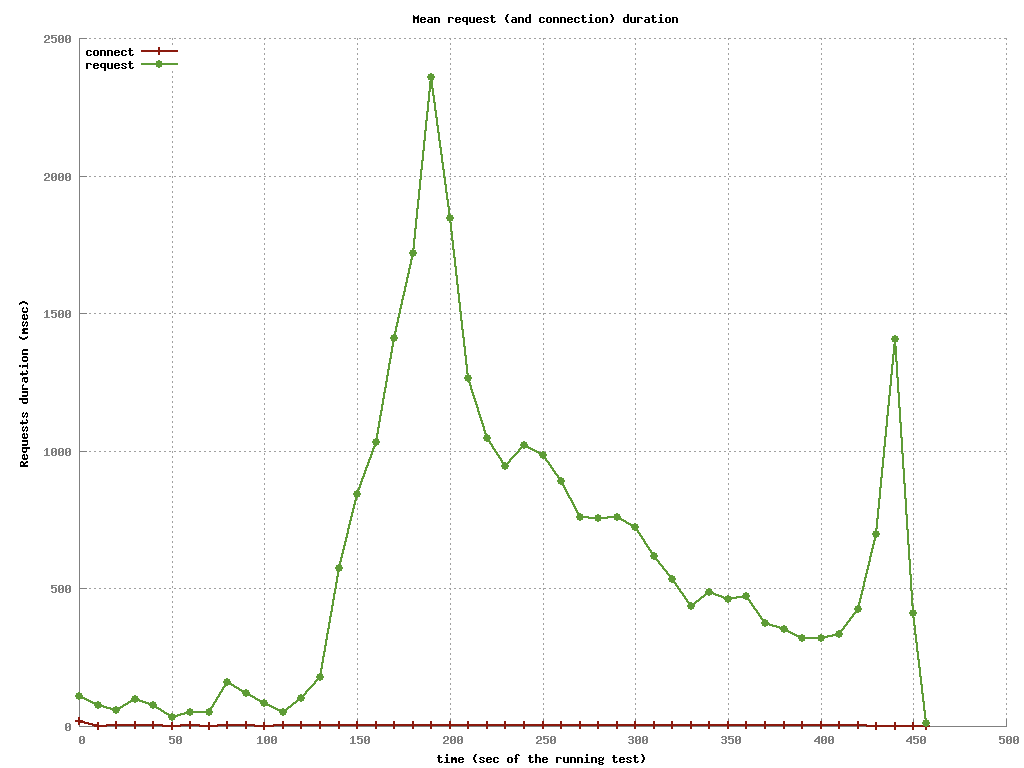 Mean request (and connection) duration
2500
connect
request
2000
1500
Requests duration (msec)
1000
500
0
0 50 100 150 200 250 300 350 400 450 500
time (sec of the running test)